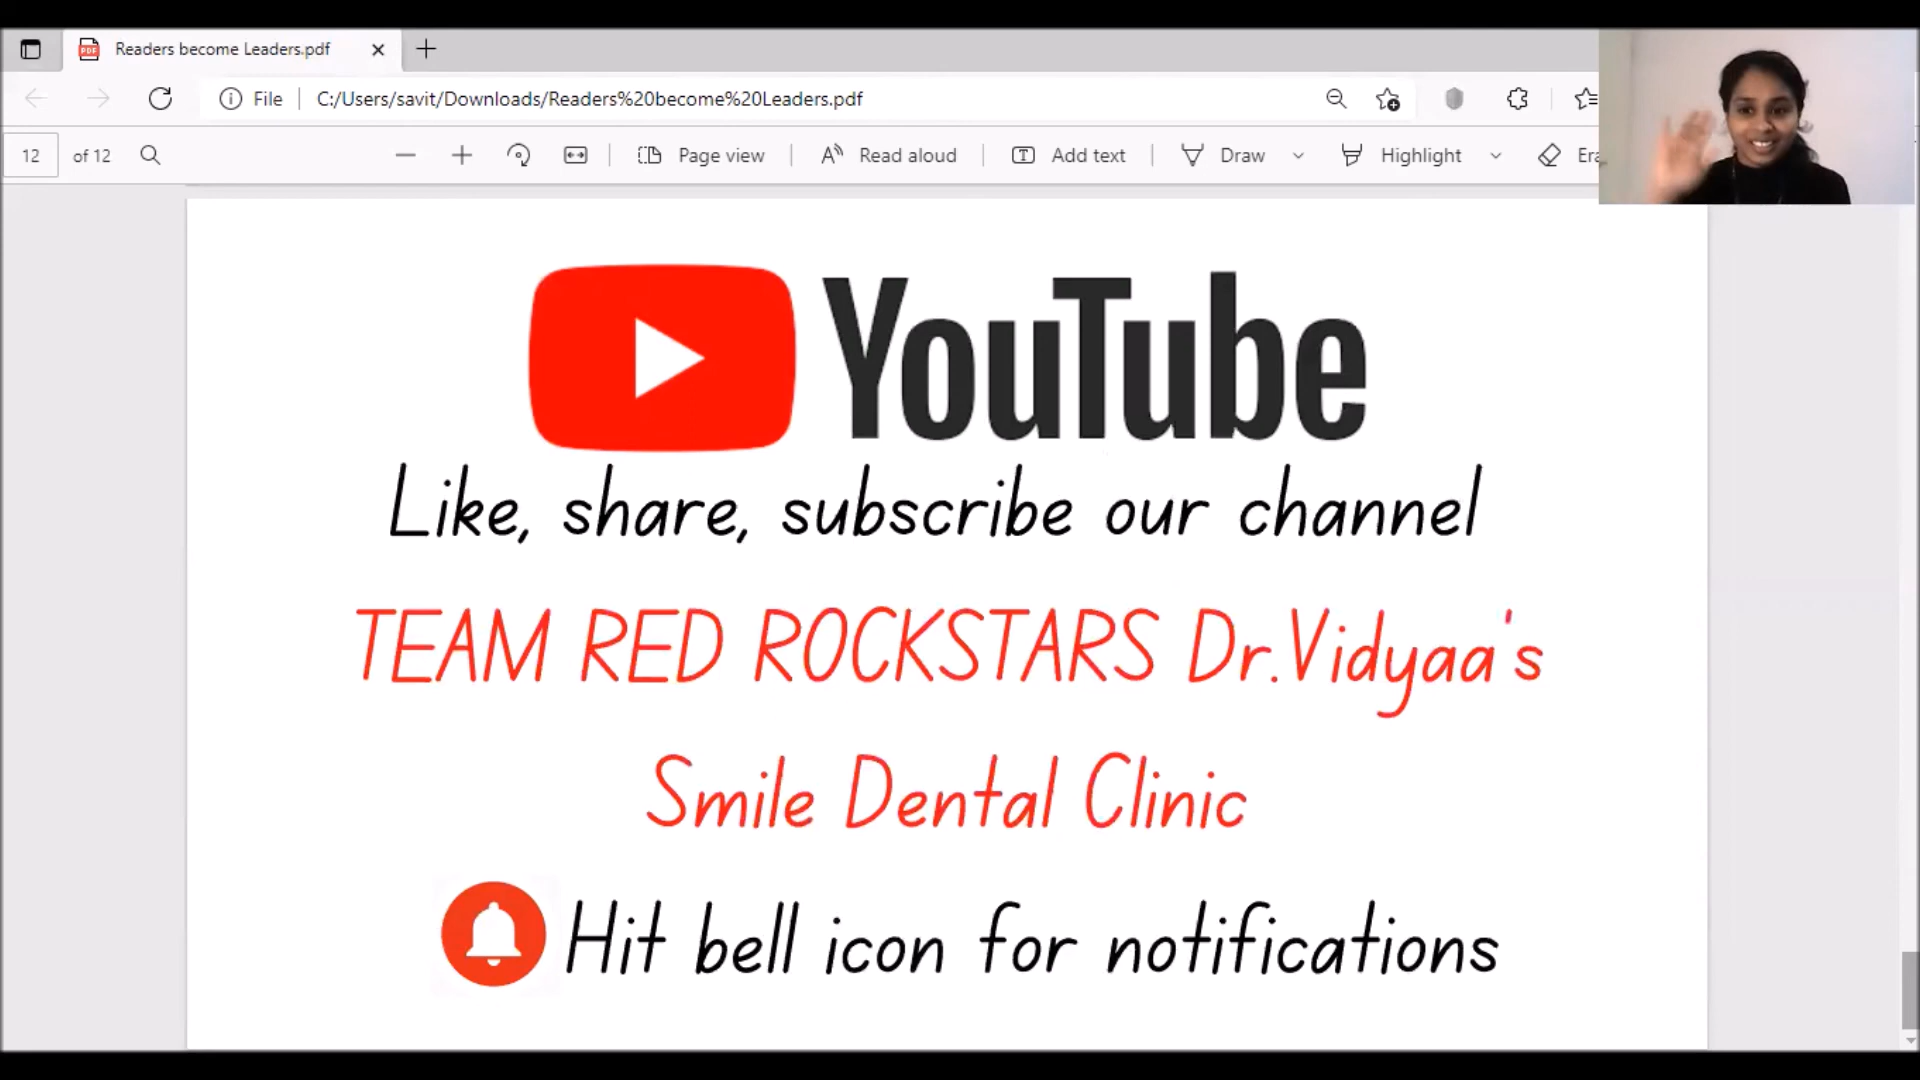 Readers become Leaders.pdf
File
C:/Users/savit/Downloads/Readers%20become%20Leaders.pdf
12 of 12
Page view
Read aloud
Add text
Draw
Highlight
Era
YouTube
Like, share, subscribe our channel
TEAM RED ROCKSTARS Dr.Vidyaa's
Smile Dental Clinic
Hit bell icon for notifications